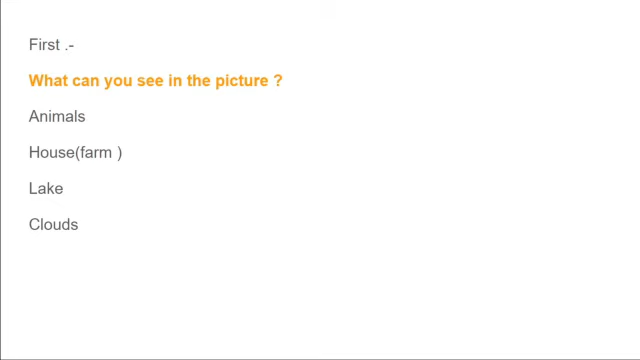 First .-
What can you see in the picture ?
Animals
House(farm )
Lake
Clouds